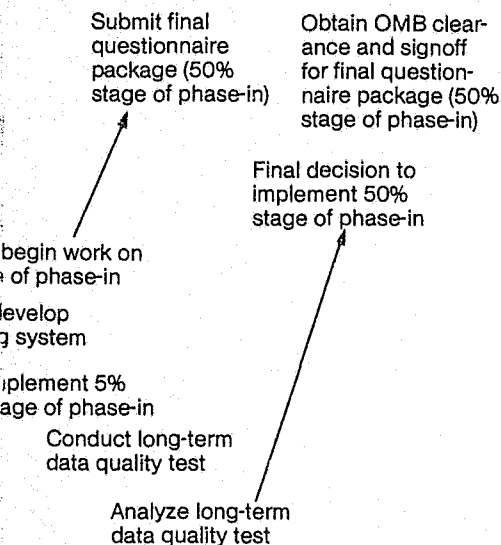 Submit final
questionnaire
package (50%
stage of phase-in)
Obtain OMB clear-
ance and signoff
for final question-
naire package (50%
stage of phase-in)
Final decision to
implement 50%
stage of phase-in
begin work on
of phase-in
system
5%
of phase-in
Conduct long-term
data quality test
Analyze long-term
data quality test